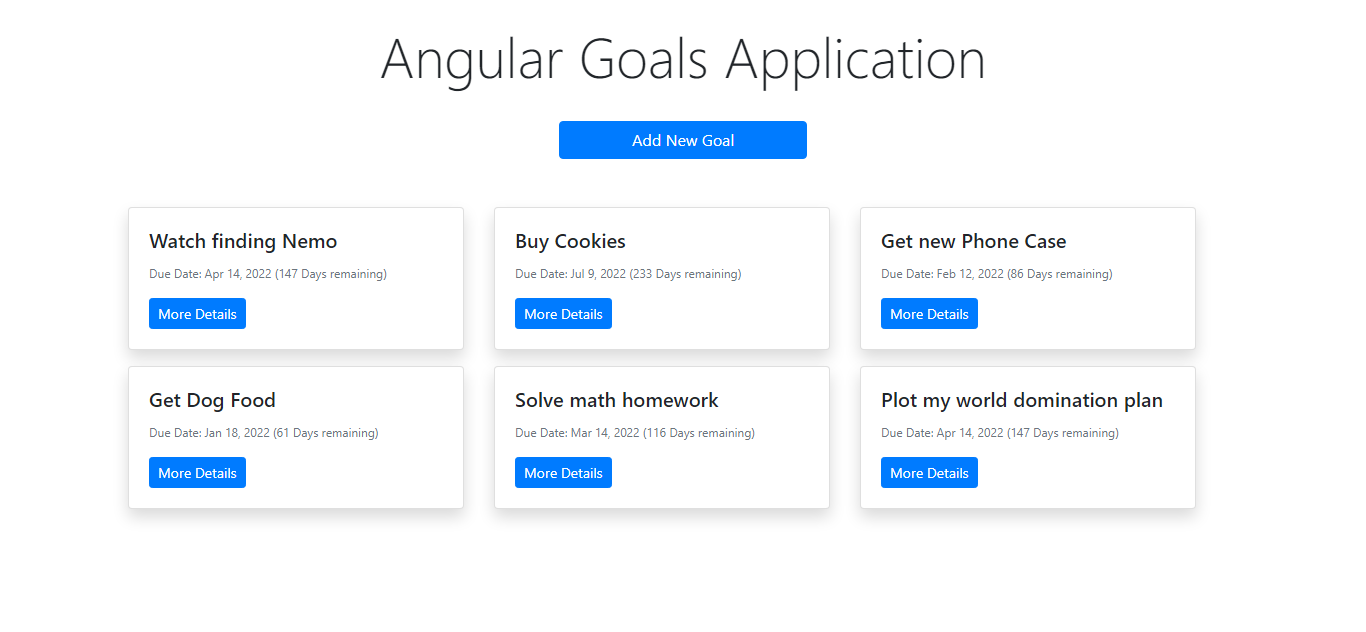 Angular Goals Application
Add New Goal
Watch finding Nemo
Due Date: Apr 14, 2022 (147 Days remaining)
More Details
Buy Cookies
Due Date: Jul 9, 2022 (233 Days remaining)
More Details
Get new Phone Case
Due Date: Feb 12, 2022 (86 Days remaining)
More Details
Get Dog Food
Due Date: Jan 18, 2022 (61 Days remaining)
More Details
Solve math homework
Due Date: Mar 14, 2022 (116 Days remaining)
More Details
Plot my world domination plan
Due Date: Apr 14, 2022 (147 Days remaining)
More Details